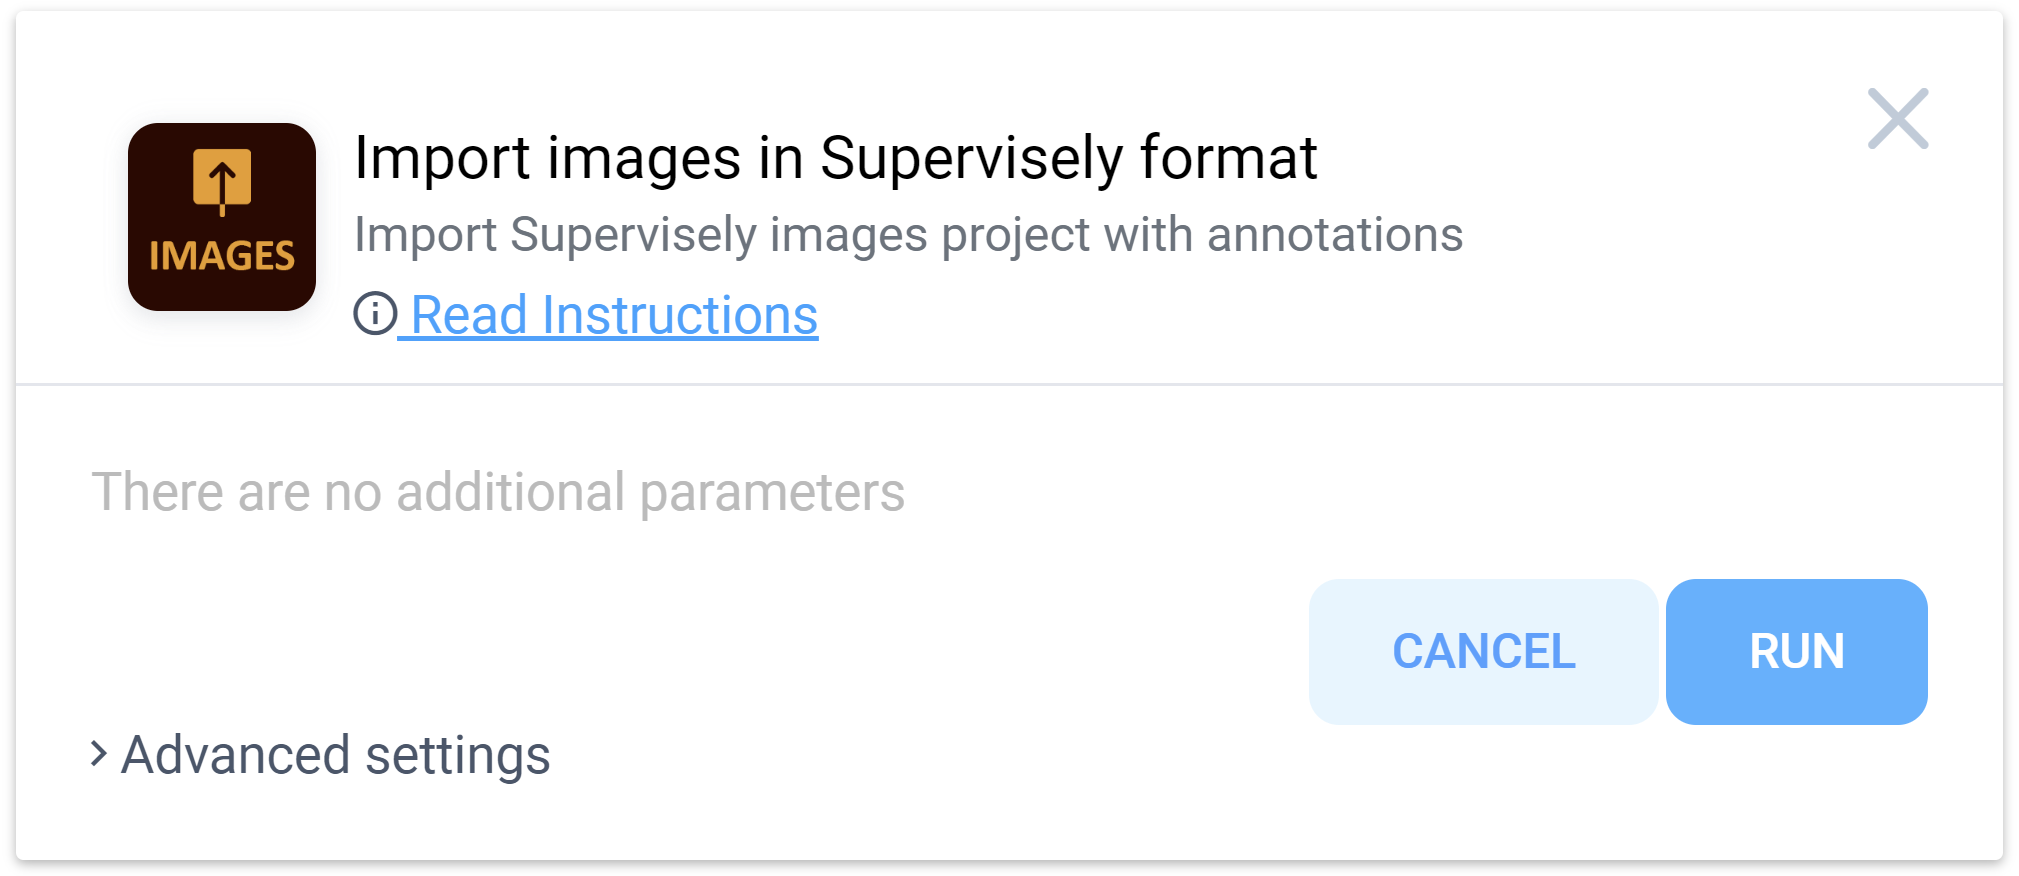 Import images in Supervisely format
IMAGES
Import Supervisely images project with annotations
Read Instructions
There are no additional parameters
CANCEL
RUN
Advanced settings